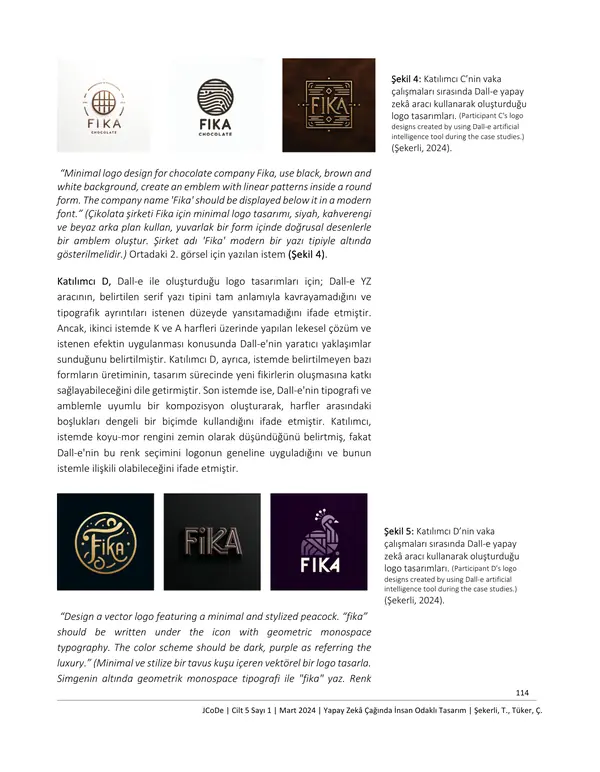 FIKA
CHOCOLATE
FIKA
CHOCOLATE
FIKA
Şekil 4: Katılımcı C'nin vaka
çalışmaları sırasında Dall-e yapay
zekâ aracı kullanarak oluşturduğu
logo tasarımları. (Participant C's logo
designs created by using Dall-e artificial
intelligence tool during the case studies.)
(Şekerli, 2024).
"Minimal logo design for chocolate company Fika, use black, brown and
white background, create an emblem with linear patterns inside a round
form. The company name 'Fika' should be displayed below it in a modern
font." (Çikolata şirketi Fika için minimal logo tasarımı, siyah, kahverengi
ve beyaz arka plan kullan, yuvarlak bir form içinde doğrusal desenlerle
bir amblem oluştur. Şirket adı 'Fika' modern bir yazı tipiyle altında
gösterilmelidir.) Ortadaki 2. görsel için yazılan istem (Şekil 4).
Katılımcı D, Dall-e ile oluşturduğu logo tasarımları için; Dall-e YZ
aracının, belirtilen serif yazı tipini tam anlamıyla kavrayamadığını ve
tipografik ayrıntıları istenen düzeyde yansıtamadığını ifade etmiştir.
Ancak, ikinci istemde K ve A harfleri üzerinde yapılan lekesel çözüm ve
istenen efektin uygulanması konusunda Dall-e'nin yaratıcı yaklaşımlar
sunduğunu belirtilmiştir. Katılımcı D, ayrıca, istemde belirtilmeyen bazı
formların üretiminin, tasarım sürecinde yeni fikirlerin oluşmasına katkı
sağlayabileceğini dile getirmiştir. Son istemde ise, Dall-e'nin tipografi ve
amblemle uyumlu bir kompozisyon oluşturarak, harfler arasındaki
boşlukları dengeli bir biçimde kullandığını ifade etmiştir. Katılımcı,
istemde koyu-mor rengini zemin olarak düşündüğünü belirtmiş, fakat
Dall-e'nin bu renk seçimini logonun geneline uyguladığını ve bunun
istemle ilişkili olabileceğini ifade etmiştir.
FiKA
FiKA
FIKA
Şekil 5: Katılımcı D'nin vaka
çalışmaları sırasında Dall-e yapay
zekâ aracı kullanarak oluşturduğu
logo tasarımları. (Participant D's logo
designs created by using Dall-e artificial
intelligence tool during the case studies.)
(Şekerli, 2024).
"Design a vector logo featuring a minimal and stylized peacock. "fika"
should be written under the icon with geometric monospace
typography. The color scheme should be dark, purple as referring the
luxury." (Minimal ve stilize bir tavus kuşu içeren vektörel bir logo tasarla.
Simgenin altında geometrik monospace tipografi ile "fika" yaz. Renk
114
JCoDe | Cilt 5 Sayı 1 | Mart 2024 | Yapay Zekâ Çağında İnsan Odaklı Tasarım | Şekerli, T., Tüker, Ç.